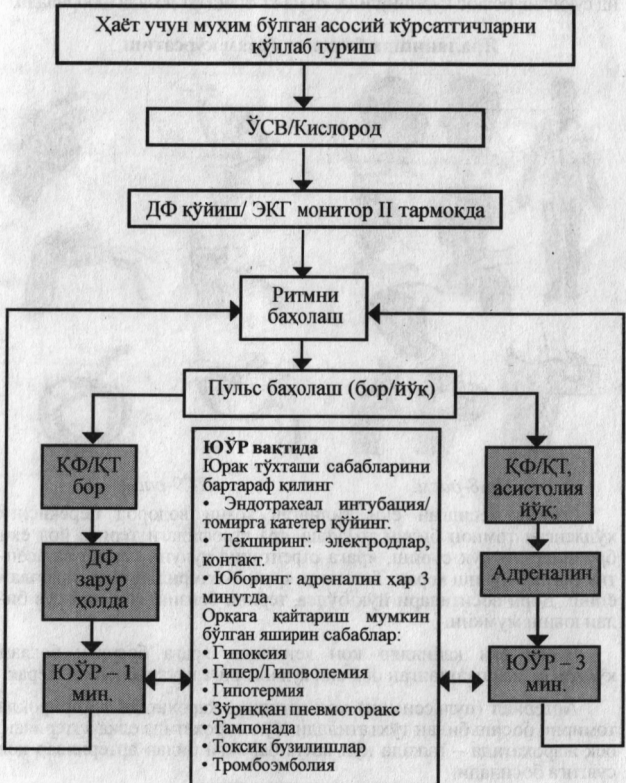 Ҳаёт учун муҳим бўлган асосий кўрсатгичларни
қўллаб туриш
ЎСВ/Кислород
ДФ қўйиш/ ЭКГ монитор II тармоқда
Ритмни
баҳолаш
Пульс баҳолаш (бор/йўқ)
ҚФ/ҚТ
бор
ДФ
зарур
ҳолда
ЮЎР – 1
мин.
ЮЎР вақтида
Юрак тўхташи сабабларини
бартараф қилинг
• Эндотрахеал интубация/
томирга катетер қўйинг.
• Текширинг: электродлар,
контакт.
• Юборинг: адреналин ҳар 3
минутда.
Орқага қайтариш мумкин
бўлган яширин сабаблар:
• Гипоксия
• Гипер/Гиповолемия
• Гипотермия
• Зўриққан пневмоторакс
• Тампонада
• Токсик бузилишлар
• Тромбоэмболия
ҚФ/ҚТ,
асистолия
йўқ;
Адреналин
ЮЎР – 3
мин.